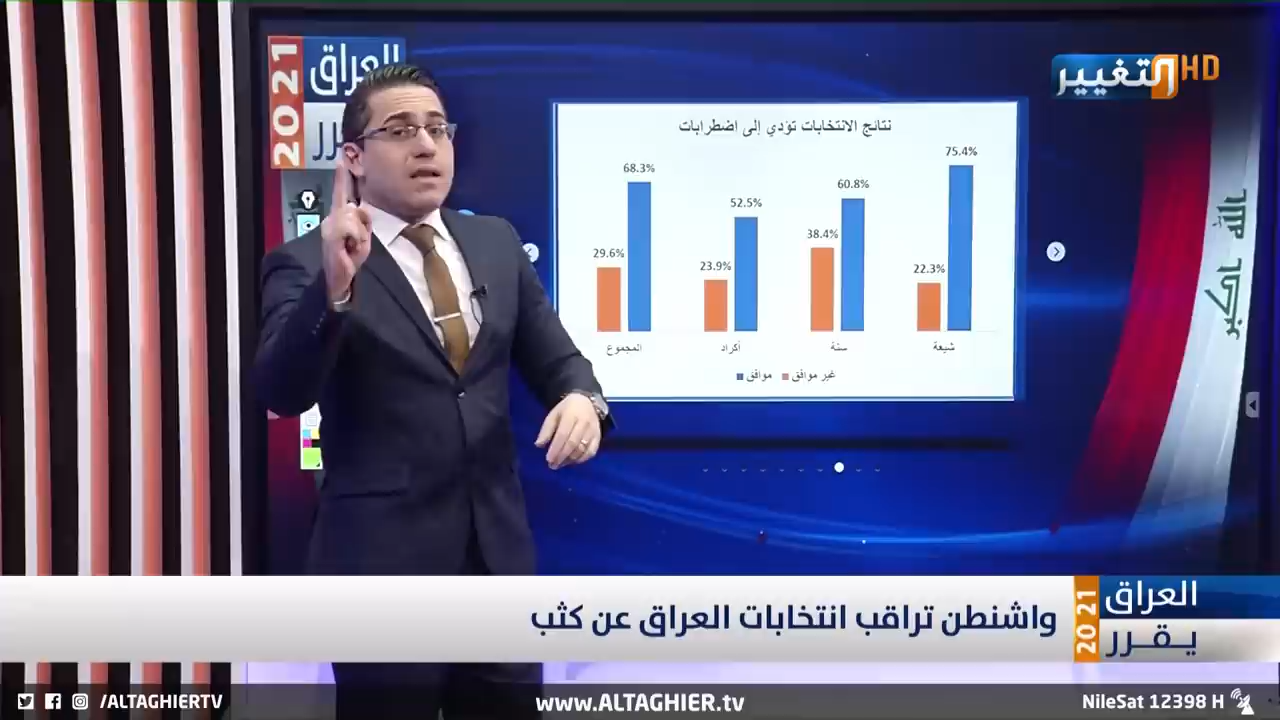 2021
العراق
التغيير HD
نتائج الانتخابات تؤدي إلى اضطرابات
75.4%
68.3%
60.8%
52.5%
38.4%
29.6%
23.9%
22.3%
شيعة
سنة
أكراد
المجموع
موافق
غير موافق
الله اكبر
واشنطن تراقب انتخابات العراق عن كثب
العراق
يقرر
2021
/ALTAGHIERTV
www.ALTAGHIER.tv
NileSat 12398 H